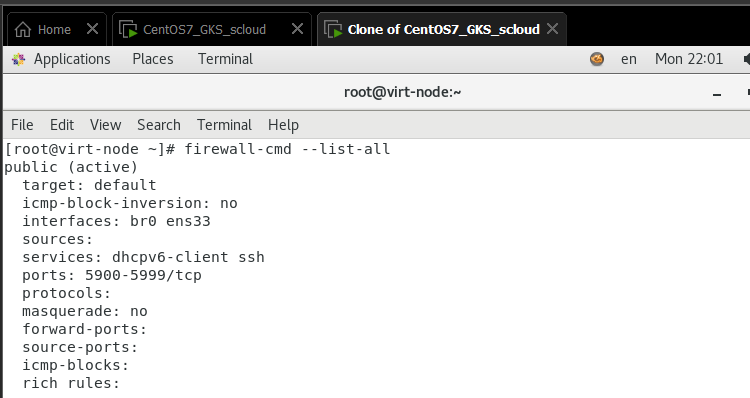 Home CentOS7_GKS_scloud Clone of CentOS7_GKS_scloud
Applications Places Terminal en Mon 22:01
root@virt-node:~
File Edit View Search Terminal Help
[root@virt-node ~]# firewall-cmd --list-all
public (active)
  target: default
  icmp-block-inversion: no
  interfaces: br0 ens33
  sources:
  services: dhcpv6-client ssh
  ports: 5900-5999/tcp
  protocols:
  masquerade: no
  forward-ports:
  source-ports:
  icmp-blocks:
  rich rules: